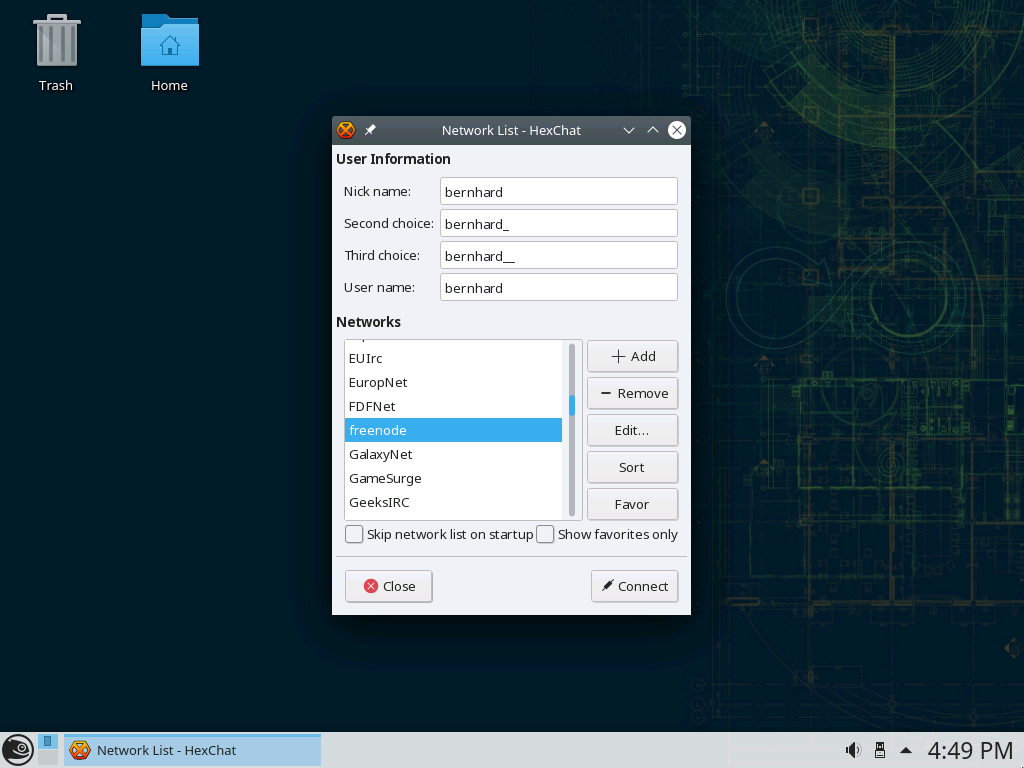 Trash
Home
Network List - HexChat
User Information
Nick name: bernhard
Second choice: bernhard_
Third choice: bernhard__
User name: bernhard
Networks
EUIrc
EuropNet
FDFNet
freenode
GalaxyNet
GameSurge
GeeksIRC
Add
Remove
Edit...
Sort
Favor
Skip network list on startup
Show favorites only
Close
Connect
Network List - HexChat
4:49 PM